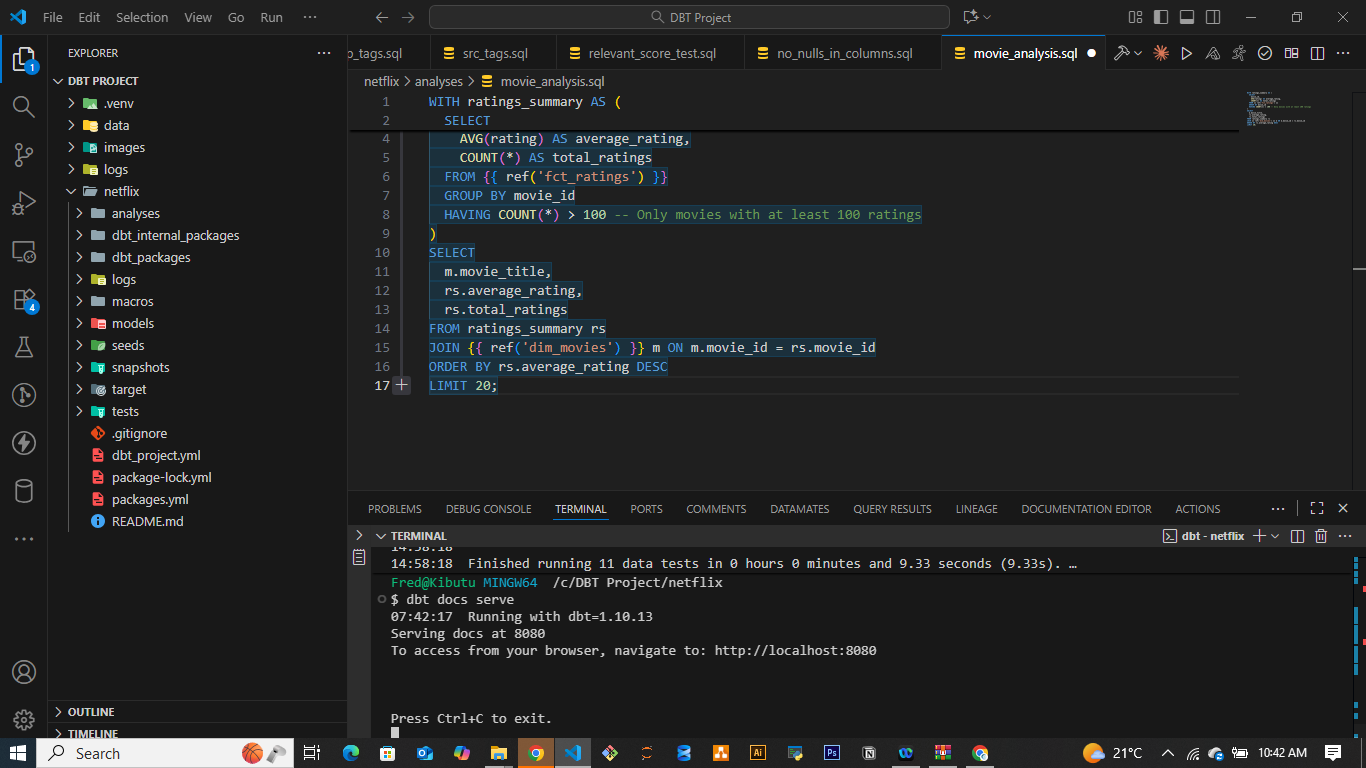 File Edit Selection View Go Run ···
DBT Project
EXPLORER ···
o_tags.sql
src_tags.sql
relevant_score_test.sql
no_nulls_in_columns.sql
movie_analysis.sql
netflix > analyses > movie_analysis.sql
DBT PROJECT
.venv
data
images
logs
netflix
analyses
dbt_internal_packages
dbt_packages
logs
macros
models
seeds
snapshots
target
tests
.gitignore
dbt_project.yml
package-lock.yml
packages.yml
README.md
OUTLINE
TIMELINE
1
4
1 WITH ratings_summary AS (
2 SELECT
4 AVG(rating) AS average_rating,
5 COUNT(*) AS total_ratings
6 FROM {{ ref('fct_ratings') }}
7 GROUP BY movie_id
8 HAVING COUNT(*) > 100 -- Only movies with at least 100 ratings
9 )
10 SELECT
11 m.movie_title,
12 rs.average_rating,
13 rs.total_ratings
14 FROM ratings_summary rs
15 JOIN {{ ref('dim_movies') }} m ON m.movie_id = rs.movie_id
16 ORDER BY rs.average_rating DESC
17 LIMIT 20;
PROBLEMS DEBUG CONSOLE TERMINAL PORTS COMMENTS DATAMATES QUERY RESULTS LINEAGE DOCUMENTATION EDITOR ACTIONS ···
TERMINAL
dbt - netflix
14:58:18
14:58:18 Finished running 11 data tests in 0 hours 0 minutes and 9.33 seconds (9.33s). …
Fred@Kibutu MINGW64 /c/DBT Project/netflix
$ dbt docs serve
07:42:17 Running with dbt=1.10.13
Serving docs at 8080
To access from your browser, navigate to: http://localhost:8080
Press Ctrl+C to exit.
Search
Ai
Ps
21°C
10:42 AM